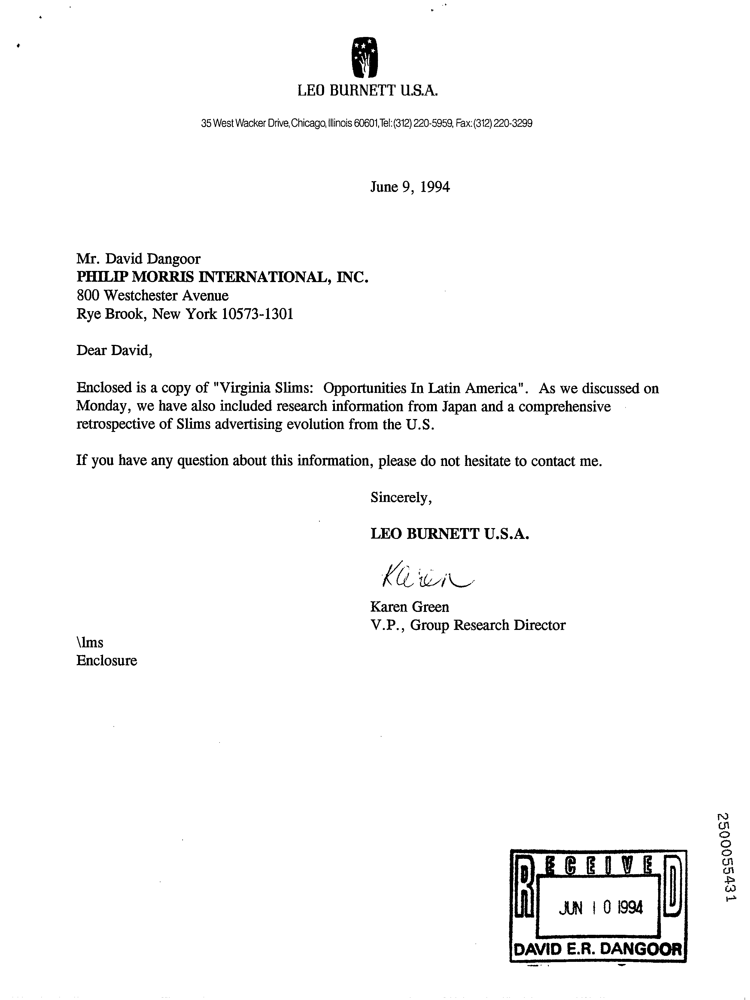 LEO BURNETT U.S.A.
35 West Wacker Drive, Chicago, Illinois 60601, Tel: (312) 220-5959, Fax: (312) 220-3299
June 9, 1994
Mr. David Dangoor
PHILIP MORRIS INTERNATIONAL, INC.
800 Westchester Avenue
Rye Brook, New York 10573-1301
Dear David,
Enclosed is a copy of "Virginia Slims: Opportunities In Latin America". As we discussed on
Monday, we have also included research information from Japan and a comprehensive
retrospective of Slims advertising evolution from the U.S.
If you have any question about this information, please do not hesitate to contact me.
Sincerely,
LEO BURNETT U.S.A.
Karen
Karen Green
V.P., Group Research Director
\lms
Enclosure
RECEIVED
JUN 10 1994
DAVID E.R. DANGOOR
2500055431